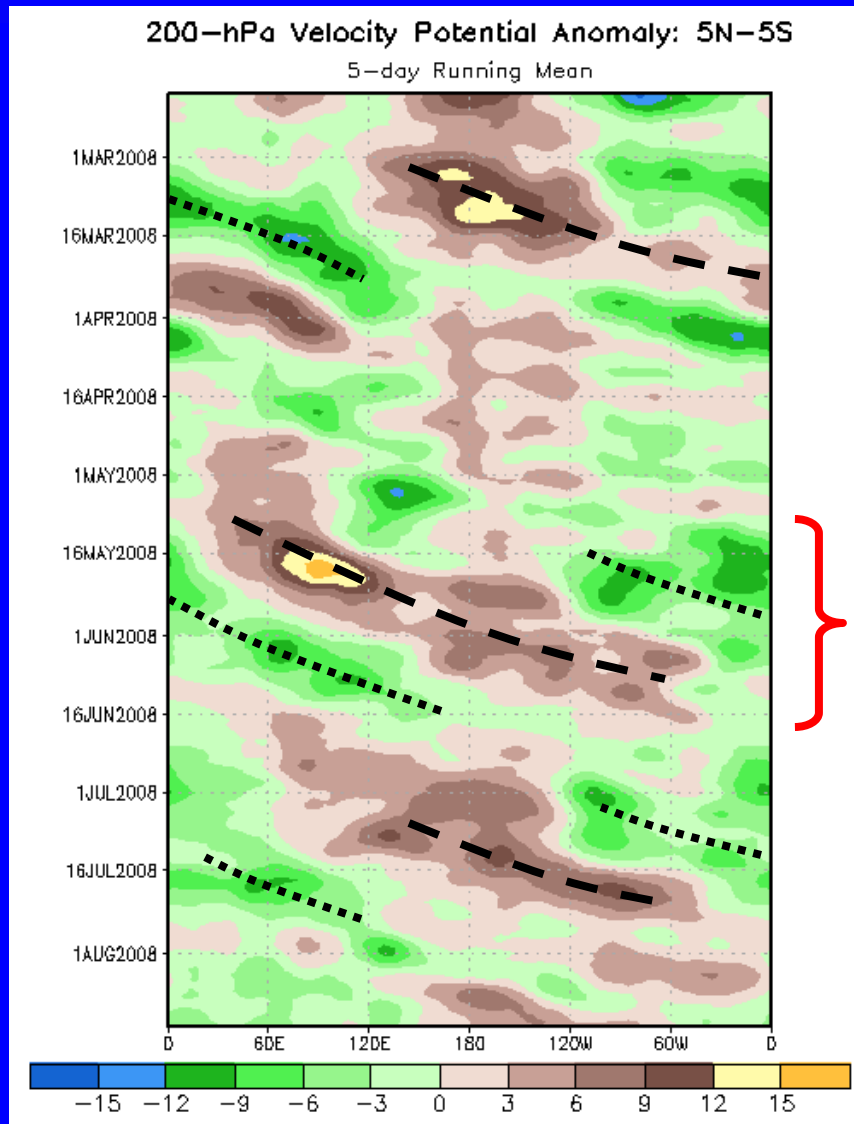 200-hPa Velocity Potential Anomaly: 5N-5S
5-day Running Mean
1MAR2008
16MAR2008
1APR2008
16APR2008
1MAY2008
16MAY2008
1JUN2008
16JUN2008
1JUL2008
16JUL2008
1AUG2008
0 60E 120E 180 120W 60W 0
-15 -12 -9 -6 -3 0 3 6 9 12 15